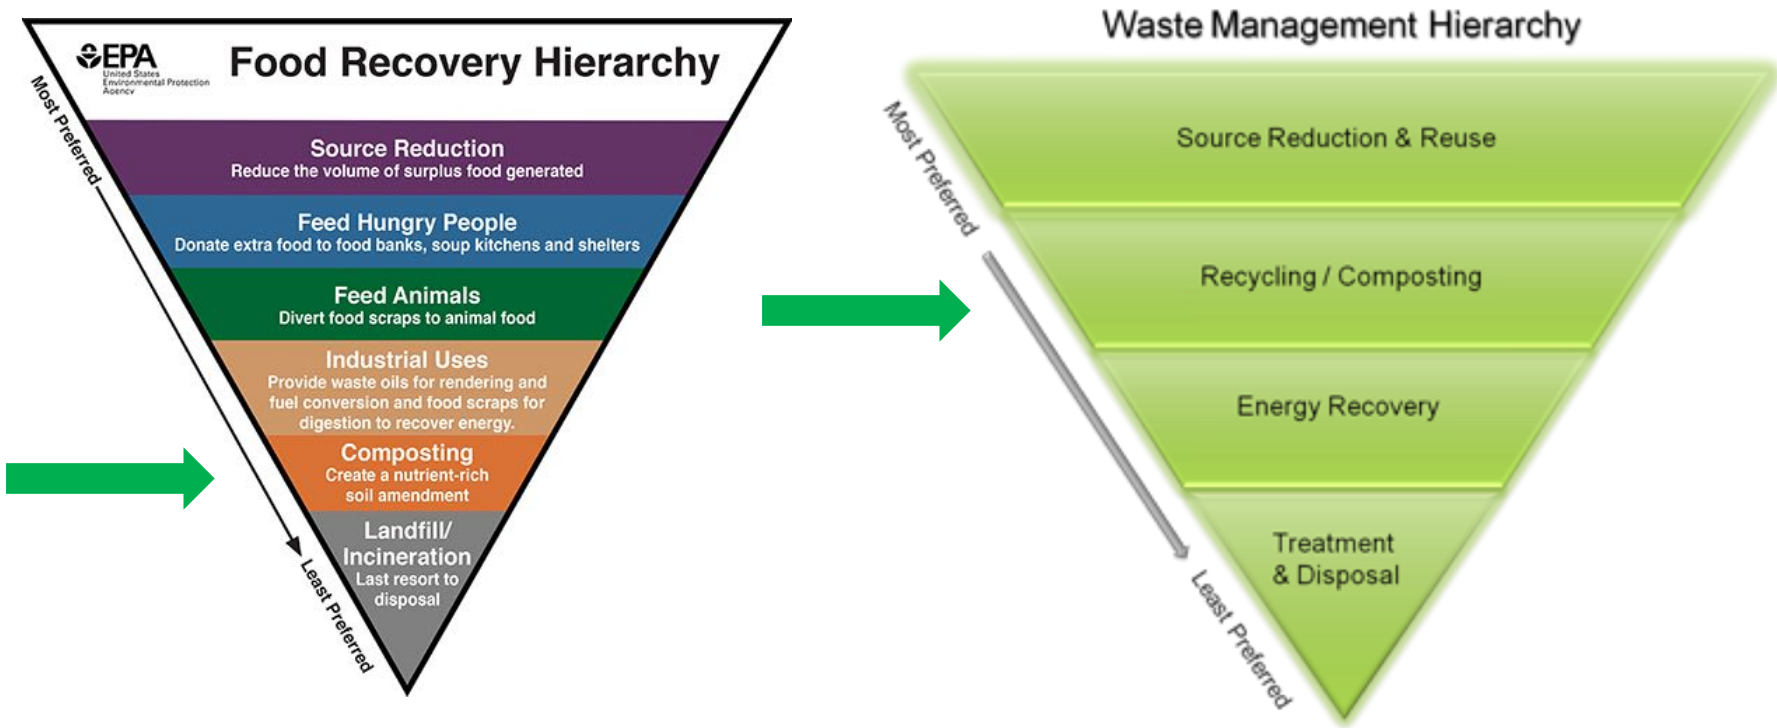 EPA
United States
Environmental Protection
Agency
Food Recovery Hierarchy
Most Preferred
Source Reduction
Reduce the volume of surplus food generated
Feed Hungry People
Donate extra food to food banks, soup kitchens and shelters
Feed Animals
Divert food scraps to animal food
Industrial Uses
Provide waste oils for rendering and
fuel conversion and food scraps for
digestion to recover energy.
Composting
Create a nutrient-rich
soil amendment
Landfill/
Incineration
Last resort to
disposal
Least Preferred
Waste Management Hierarchy
Most Preferred
Source Reduction & Reuse
Recycling / Composting
Energy Recovery
Treatment
& Disposal
Least Preferred